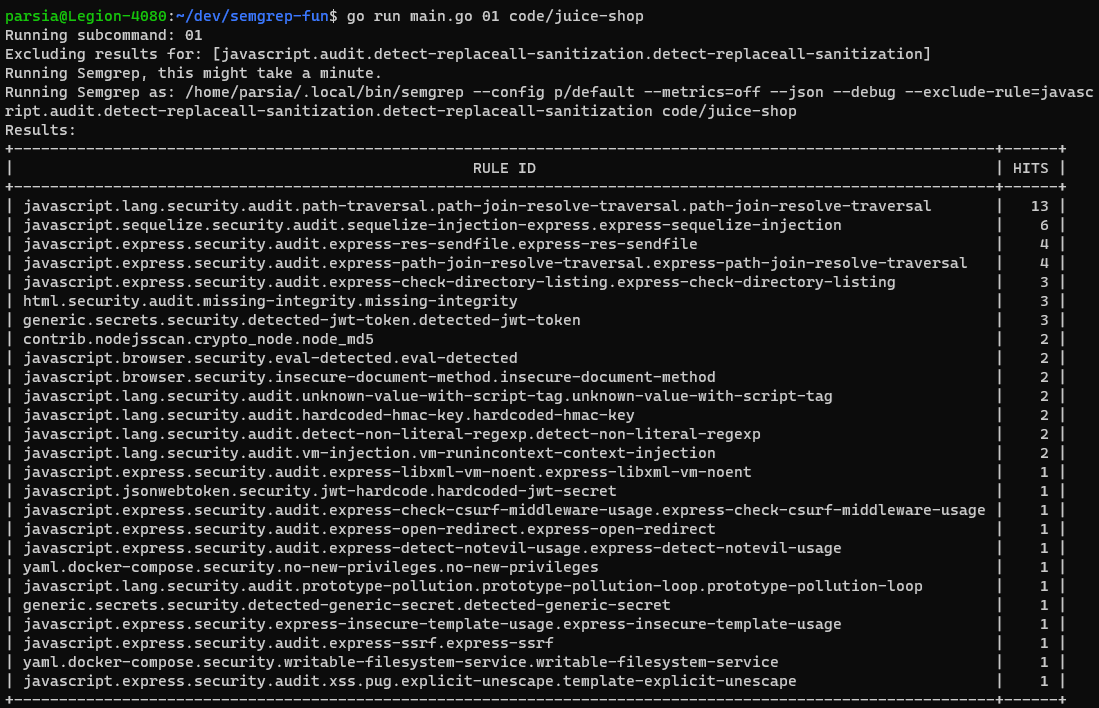 parsia@Legion-4080:~/dev/semgrep-fun$ go run main.go 01 code/juice-shop
Running subcommand: 01
Excluding results for: [javascript.audit.detect-replaceall-sanitization.detect-replaceall-sanitization]
Running Semgrep, this might take a minute.
Running Semgrep as: /home/parsia/.local/bin/semgrep --config p/default --metrics=off --json --debug --exclude-rule=javasc
ript.audit.detect-replaceall-sanitization.detect-replaceall-sanitization code/juice-shop
Results:
| RULE ID | HITS |
| javascript.lang.security.audit.path-traversal.path-join-resolve-traversal.path-join-resolve-traversal | 13 |
| javascript.sequelize.security.audit.sequelize-injection-express.express-sequelize-injection | 6 |
| javascript.express.security.audit.express-res-sendfile.express-res-sendfile | 4 |
| javascript.express.security.audit.express-path-join-resolve-traversal.express-path-join-resolve-traversal | 4 |
| javascript.express.security.audit.express-check-directory-listing.express-check-directory-listing | 3 |
| html.security.audit.missing-integrity.missing-integrity | 3 |
| generic.secrets.security.detected-jwt-token.detected-jwt-token | 3 |
| contrib.nodejsscan.crypto_node.node_md5 | 2 |
| javascript.browser.security.eval-detected.eval-detected | 2 |
| javascript.browser.security.insecure-document-method.insecure-document-method | 2 |
| javascript.lang.security.audit.unknown-value-with-script-tag.unknown-value-with-script-tag | 2 |
| javascript.lang.security.audit.hardcoded-hmac-key.hardcoded-hmac-key | 2 |
| javascript.lang.security.audit.detect-non-literal-regexp.detect-non-literal-regexp | 2 |
| javascript.lang.security.audit.vm-injection.vm-runincontext-context-injection | 2 |
| javascript.express.security.audit.express-libxml-vm-noent.express-libxml-vm-noent | 1 |
| javascript.jsonwebtoken.security.jwt-hardcode.hardcoded-jwt-secret | 1 |
| javascript.express.security.audit.express-check-csurf-middleware-usage.express-check-csurf-middleware-usage | 1 |
| javascript.express.security.audit.express-open-redirect.express-open-redirect | 1 |
| javascript.express.security.audit.express-detect-notevil-usage.express-detect-notevil-usage | 1 |
| yaml.docker-compose.security.no-new-privileges.no-new-privileges | 1 |
| javascript.lang.security.audit.prototype-pollution.prototype-pollution-loop.prototype-pollution-loop | 1 |
| generic.secrets.security.detected-generic-secret.detected-generic-secret | 1 |
| javascript.express.security.express-insecure-template-usage.express-insecure-template-usage | 1 |
| javascript.express.security.audit.express-ssrf.express-ssrf | 1 |
| yaml.docker-compose.security.writable-filesystem-service.writable-filesystem-service | 1 |
| javascript.express.security.audit.xss.pug.explicit-unescape.template-explicit-unescape | 1 |